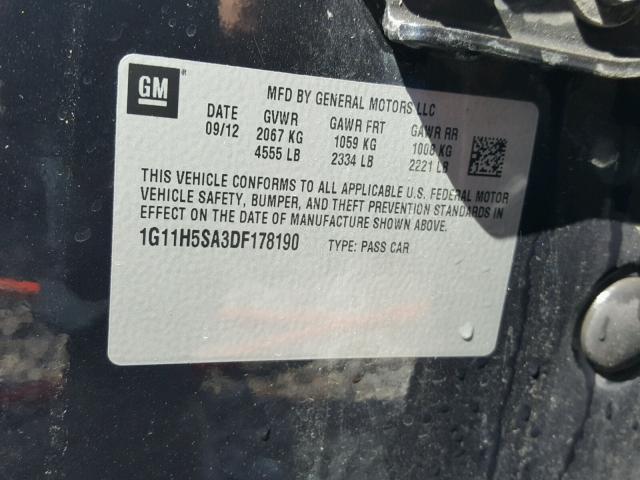 GM
MFD BY GENERAL MOTORS LLC
DATE GVWR GAWR FRT GAWR RR
09/12 2067 KG 1059 KG 1008 KG
4555 LB 2334 LB 2221 LB
THIS VEHICLE CONFORMS TO ALL APPLICABLE U.S. FEDERAL MOTOR
VEHICLE SAFETY, BUMPER, AND THEFT PREVENTION STANDARDS IN
EFFECT ON THE DATE OF MANUFACTURE SHOWN ABOVE.
1G11H5SA3DF178190 TYPE: PASS CAR